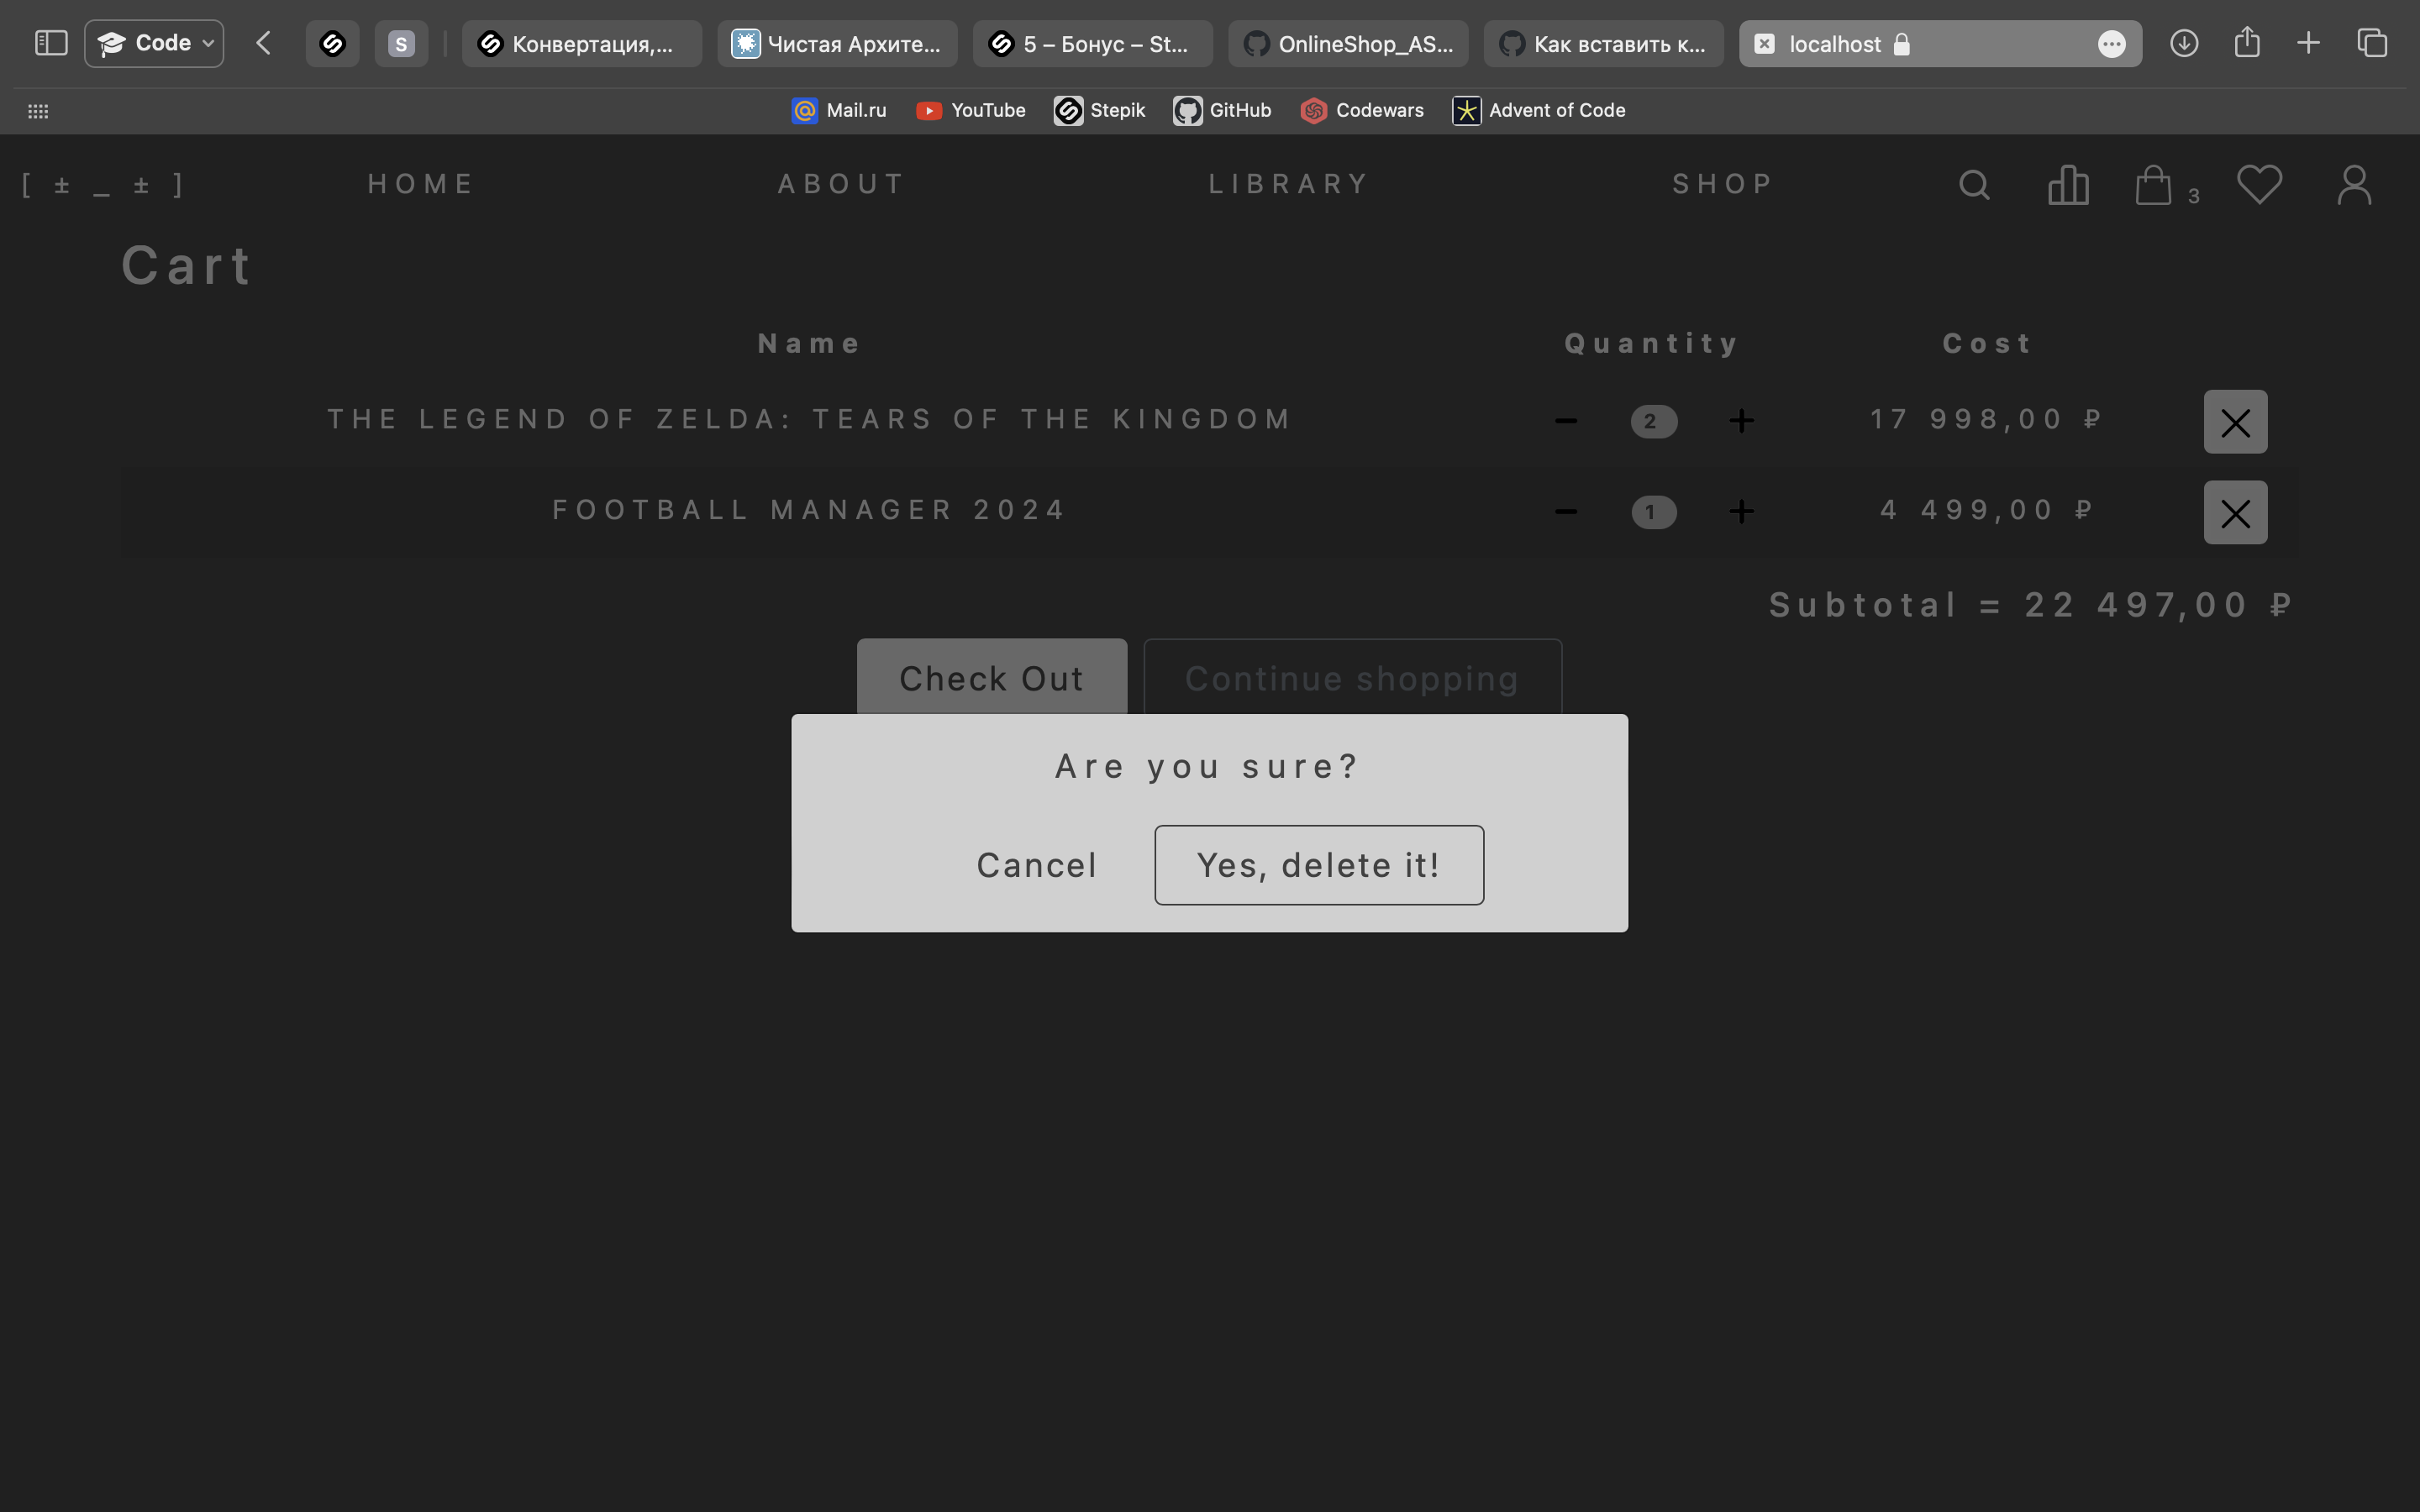 Code S Конвертация,... Чистая Архите... 5 – Бонус – St... OnlineShop_AS... Как вставить к... localhost
Mail.ru YouTube Stepik GitHub Codewars Advent of Code
[ ± _ ± ] HOME ABOUT LIBRARY SHOP 3
Cart
Name Quantity Cost
THE LEGEND OF ZELDA: TEARS OF THE KINGDOM − 2 + 17 998,00 ₽
FOOTBALL MANAGER 2024 − 1 + 4 499,00 ₽
Subtotal = 22 497,00 ₽
Check Out Continue shopping
Are you sure?
Cancel Yes, delete it!